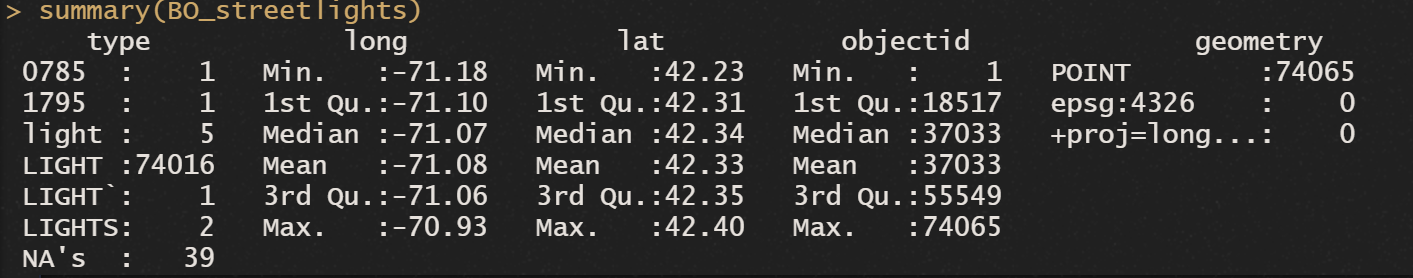 > summary(BO_streetlights)
type long lat objectid geometry
0785 : 1 Min. :-71.18 Min. :42.23 Min. : 1 POINT :74065
1795 : 1 1st Qu.:-71.10 1st Qu.:42.31 1st Qu.:18517 epsg:4326 : 0
light : 5 Median :-71.07 Median :42.34 Median :37033 +proj=long...: 0
LIGHT :74016 Mean :-71.08 Mean :42.33 Mean :37033
LIGHT`: 1 3rd Qu.:-71.06 3rd Qu.:42.35 3rd Qu.:55549
LIGHTS: 2 Max. :-70.93 Max. :42.40 Max. :74065
NA's : 39